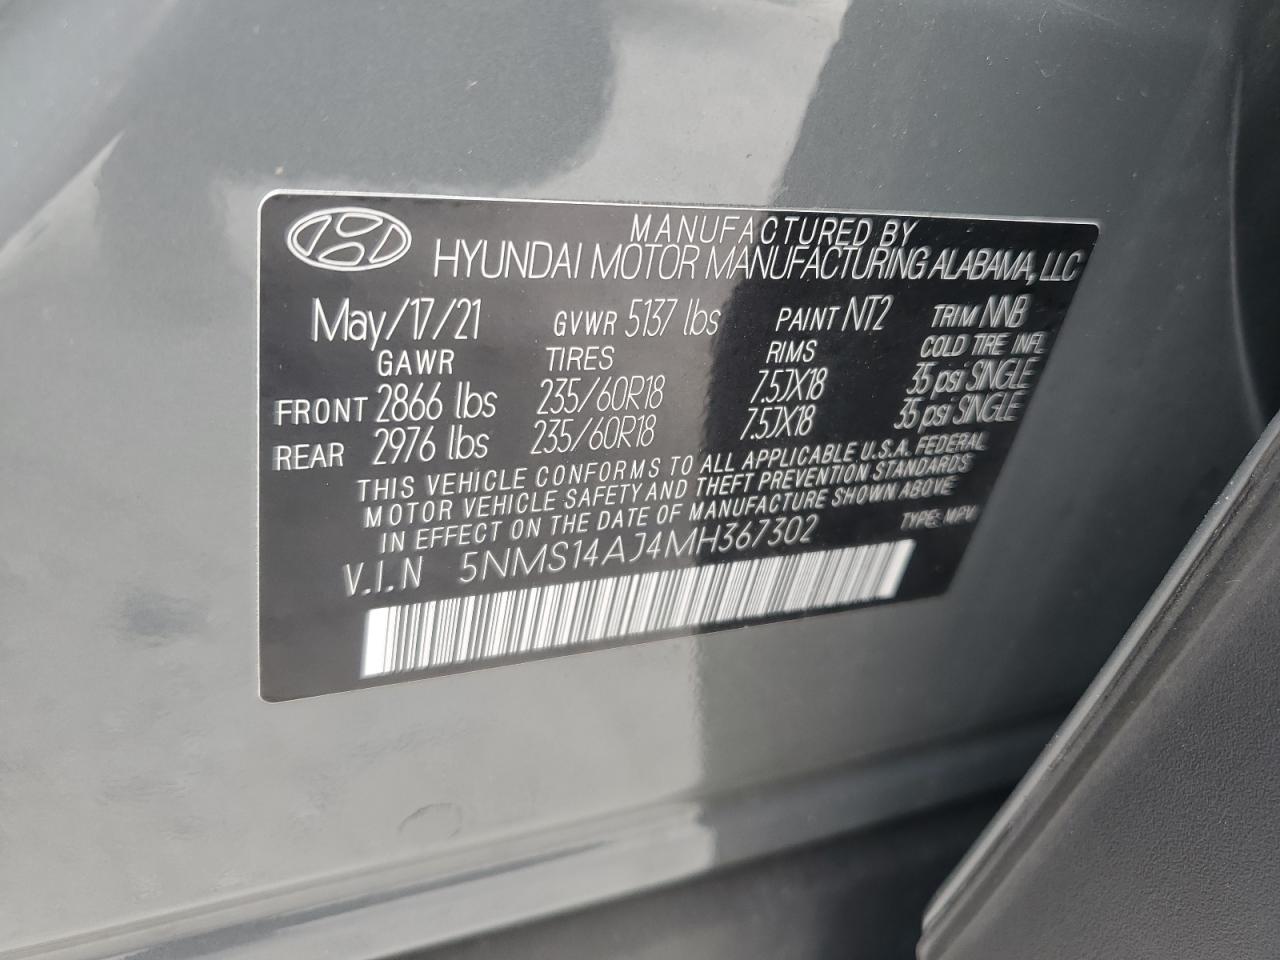 MANUFACTURED BY
HYUNDAI MOTOR MANUFACTURING ALABAMA, LLC
May/17/21 GVWR 5137 lbs PAINT NT2 TRIM NNB
GAWR TIRES RIMS COLD TIRE INFL
FRONT 2866 lbs 235/60R18 7.5JX18 35 psi SINGLE
REAR 2976 lbs 235/60R18 7.5JX18 35 psi SINGLE
THIS VEHICLE CONFORMS TO ALL APPLICABLE U.S.A. FEDERAL
MOTOR VEHICLE SAFETY AND THEFT PREVENTION STANDARDS
IN EFFECT ON THE DATE OF MANUFACTURE SHOWN ABOVE
V.I.N 5NMS14AJ4MH367302 TYPE: MPV